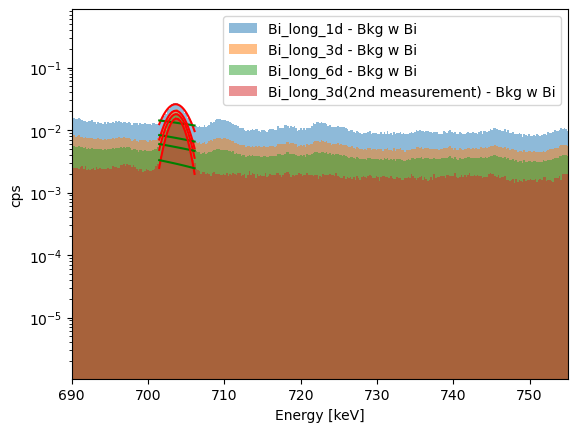 Bi_long_1d - Bkg w Bi
Bi_long_3d - Bkg w Bi
Bi_long_6d - Bkg w Bi
Bi_long_3d(2nd measurement) - Bkg w Bi
cps
10⁻¹
10⁻²
10⁻³
10⁻⁴
10⁻⁵
690 700 710 720 730 740 750
Energy [keV]